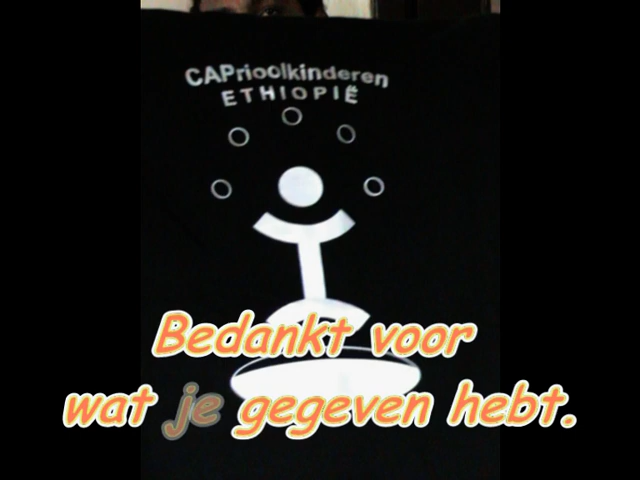 CAPrioolkinderen
ETHIOPIË
Bedankt voor
wat je gegeven hebt.